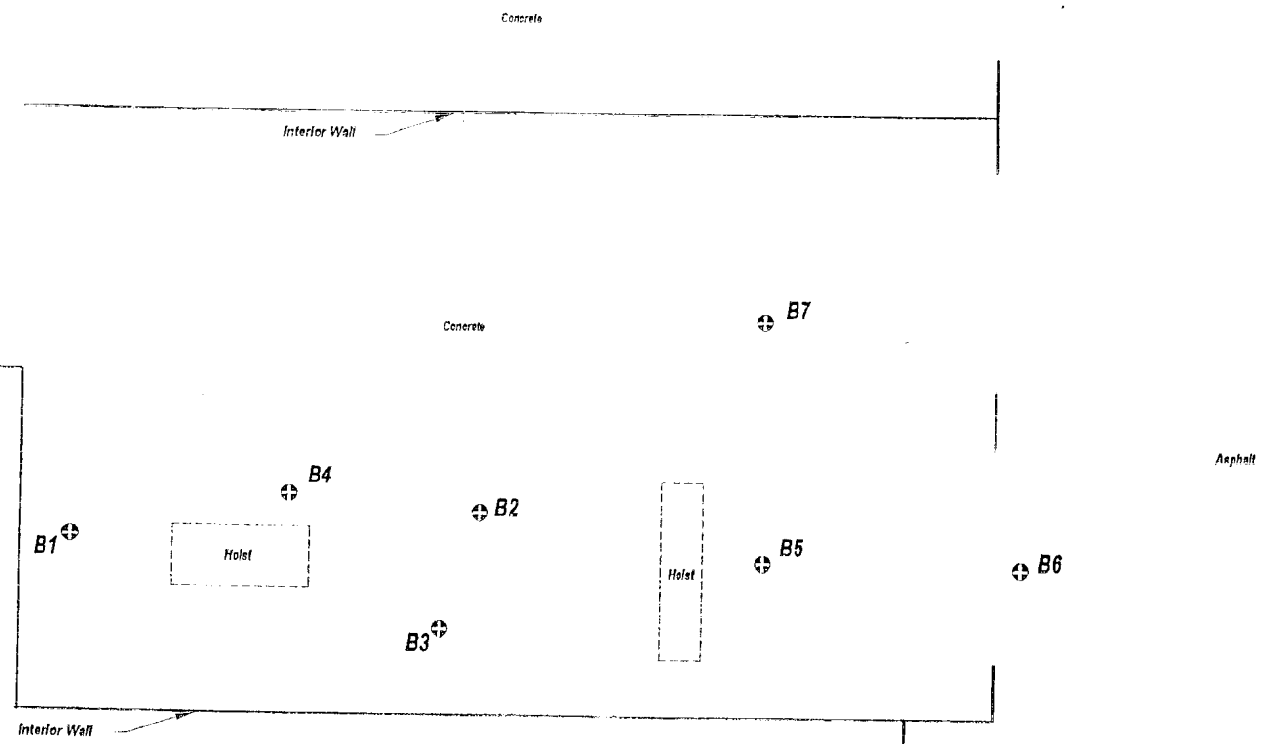 Concrete
Interior Wall
B7
Concrete
Asphalt
B4
B2
B1
Hoist
B5
Hoist
B6
B3
Interior Wall